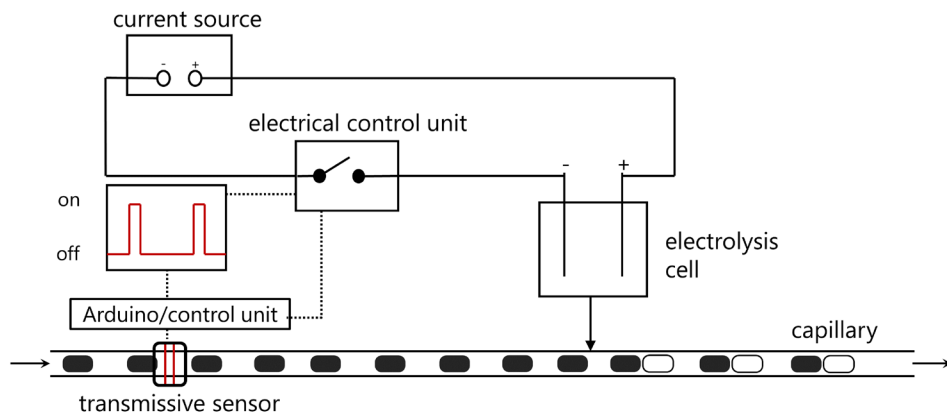 current source
- +
electrical control unit
- +
on
off
electrolysis
cell
Arduino/control unit
capillary
transmissive sensor